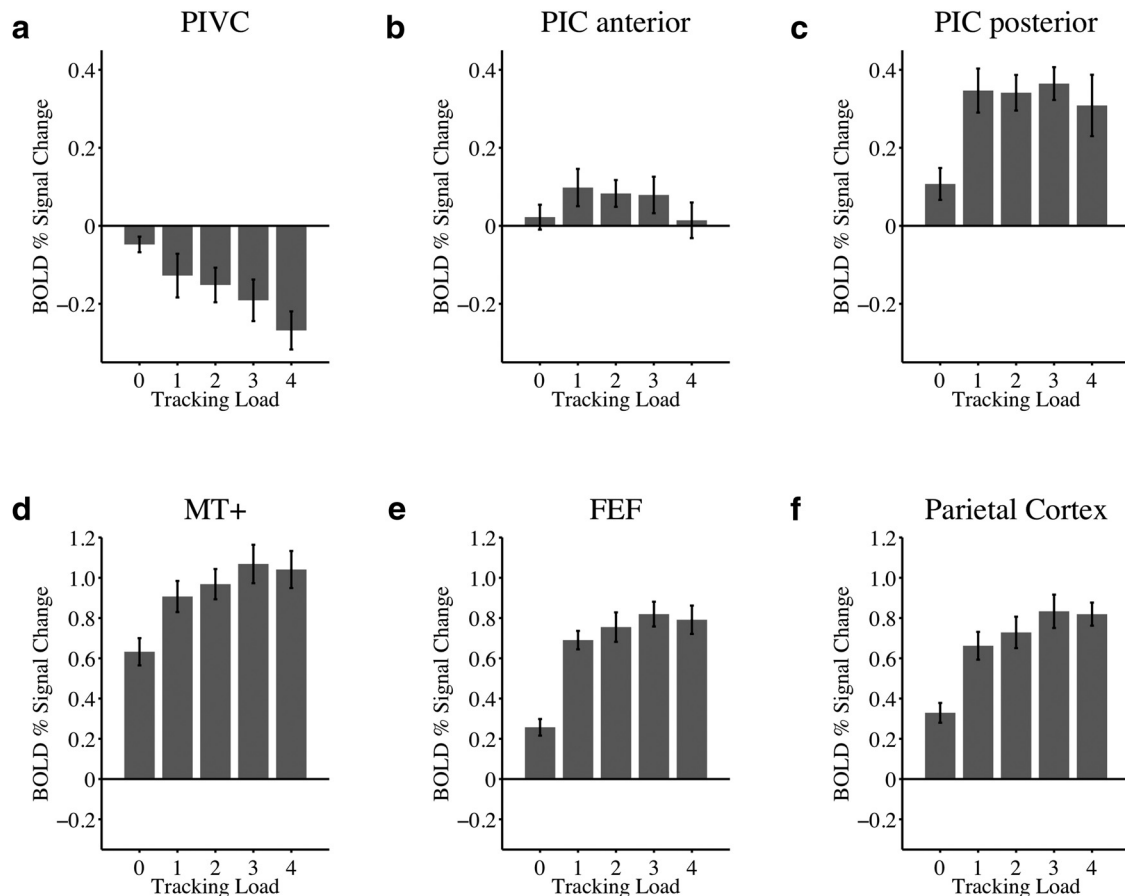 a PIVC
BOLD % Signal Change
0.4
0.2
0
−0.2
0 1 2 3 4
Tracking Load
b PIC anterior
BOLD % Signal Change
0.4
0.2
0
−0.2
0 1 2 3 4
Tracking Load
c PIC posterior
BOLD % Signal Change
0.4
0.2
0
−0.2
0 1 2 3 4
Tracking Load
d MT+
BOLD % Signal Change
1.2
1.0
0.8
0.6
0.4
0.2
0
−0.2
0 1 2 3 4
Tracking Load
e FEF
BOLD % Signal Change
1.2
1.0
0.8
0.6
0.4
0.2
0
−0.2
0 1 2 3 4
Tracking Load
f Parietal Cortex
BOLD % Signal Change
1.2
1.0
0.8
0.6
0.4
0.2
0
−0.2
0 1 2 3 4
Tracking Load